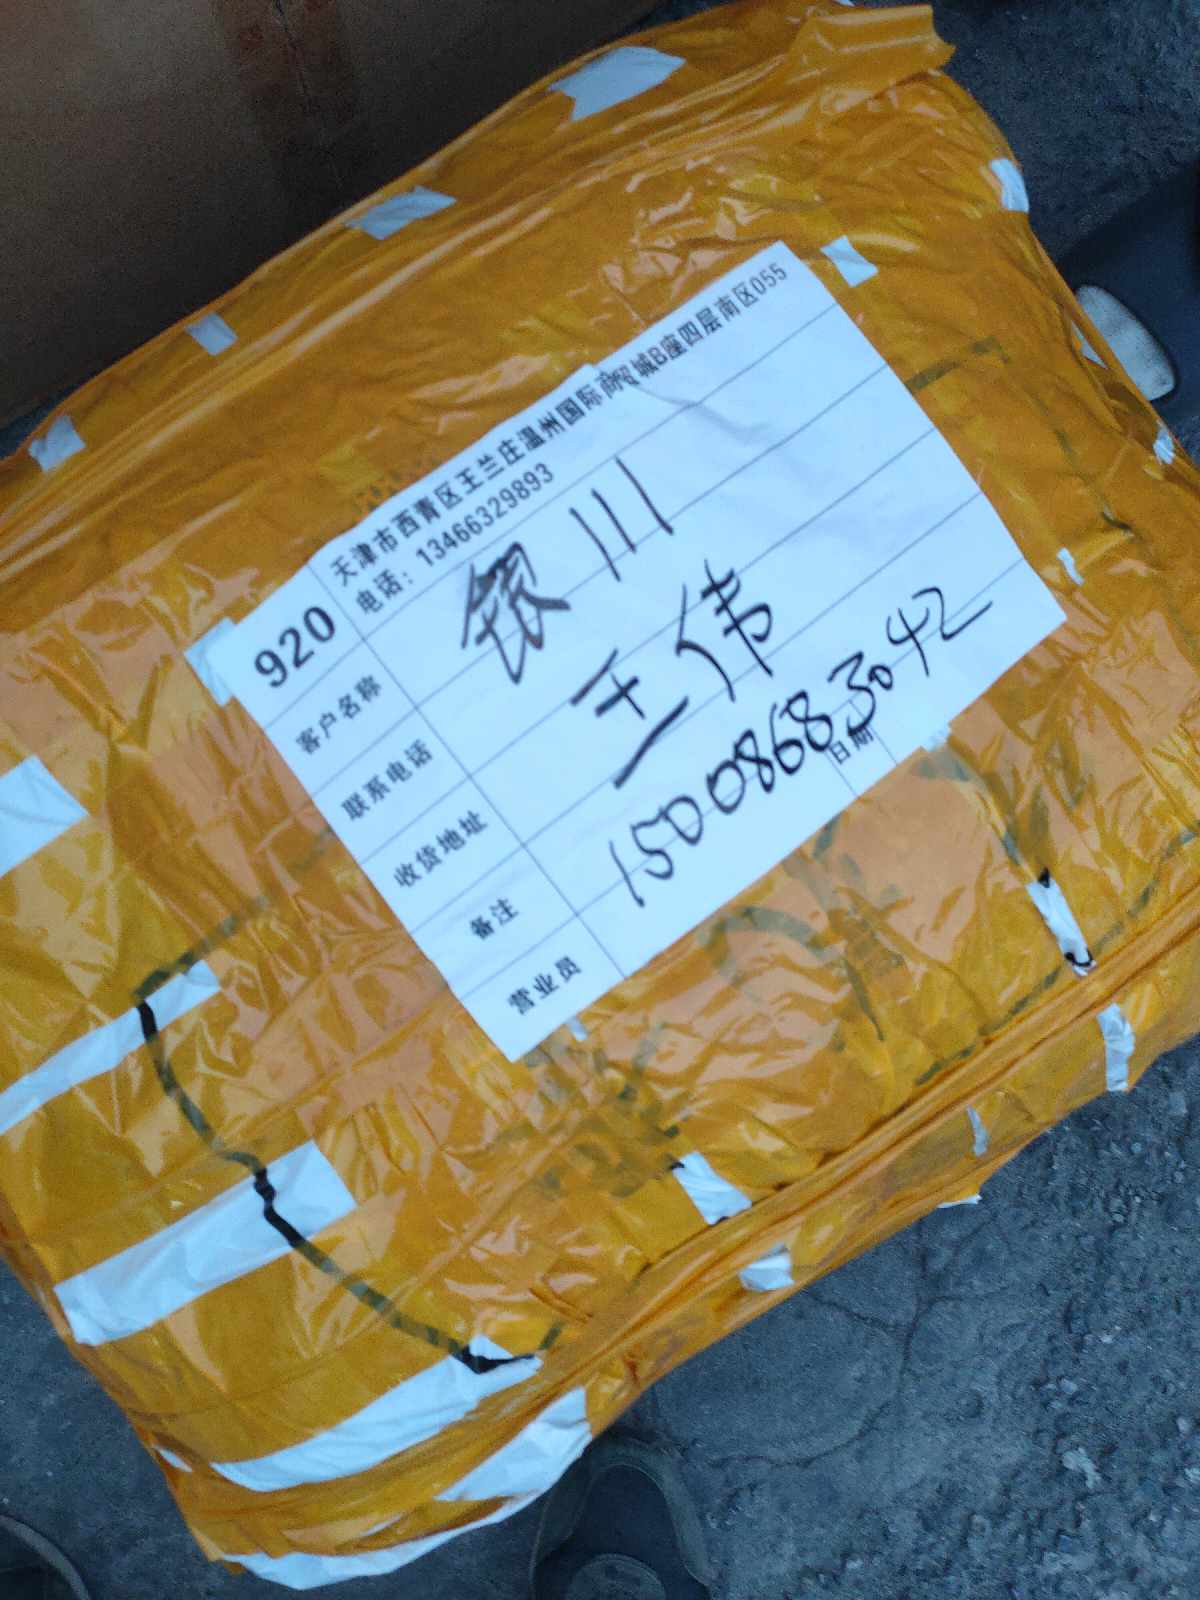 920
天津市西青区王兰庄温州国际商贸城B座四层南区055
电话：13466329893
客户名称
银川
联系电话
王伟
收货地址
15008683042
备注
营业员
日期